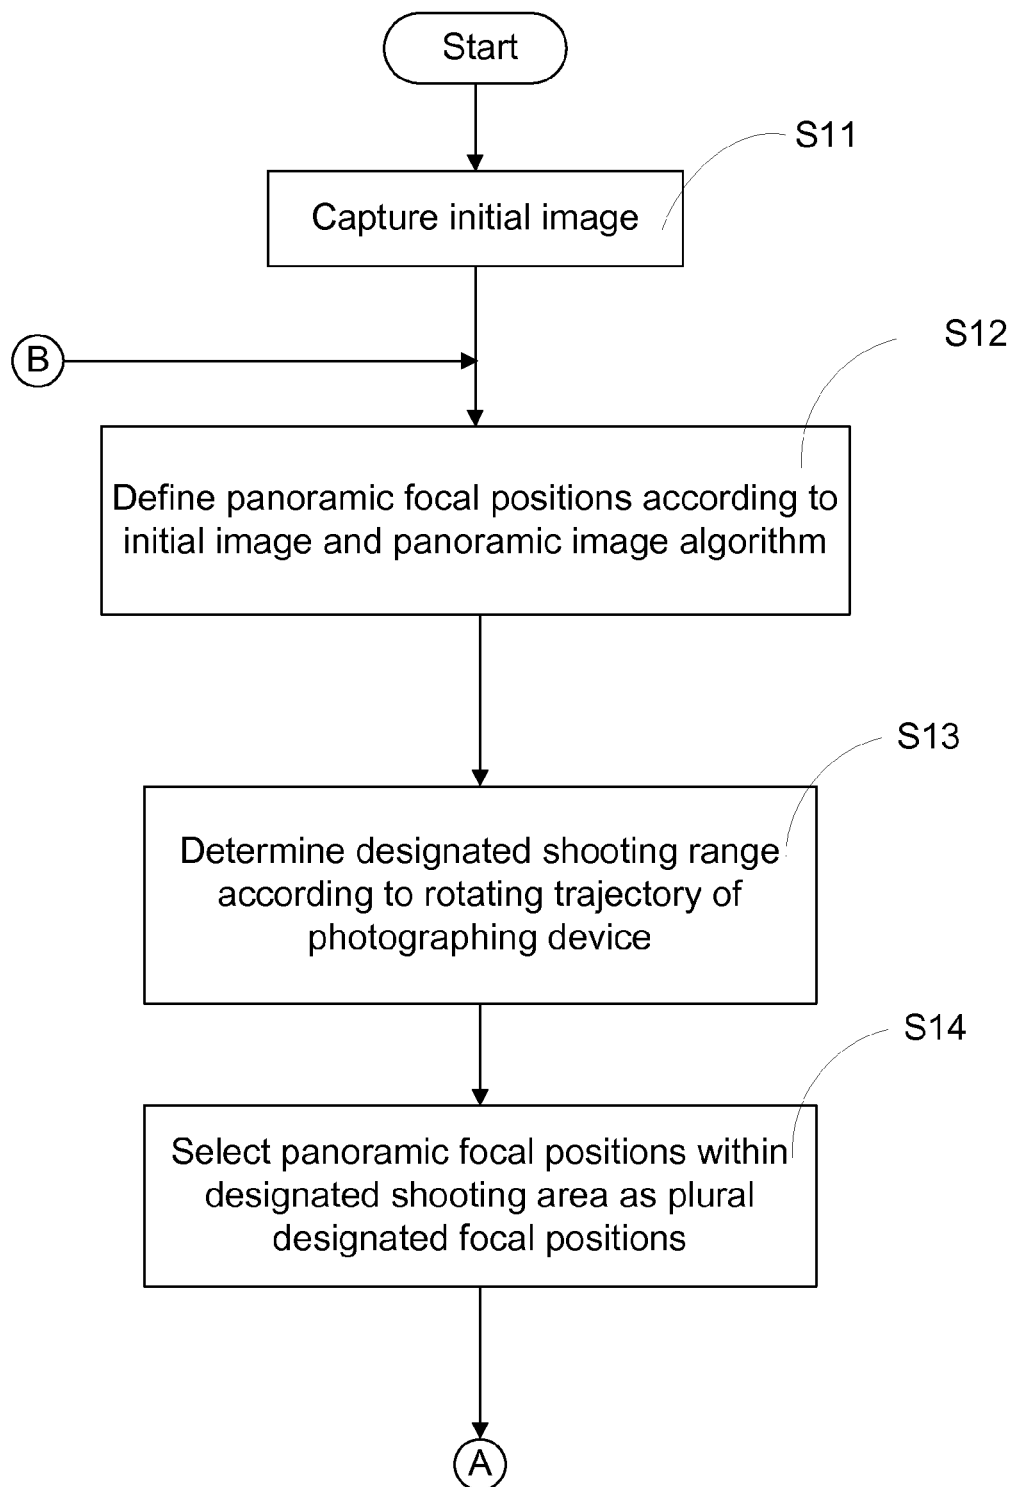 Start
S11
Capture initial image
S12
B
Define panoramic focal positions according to
initial image and panoramic image algorithm
S13
Determine designated shooting range
according to rotating trajectory of
photographing device
S14
Select panoramic focal positions within
designated shooting area as plural
designated focal positions
A